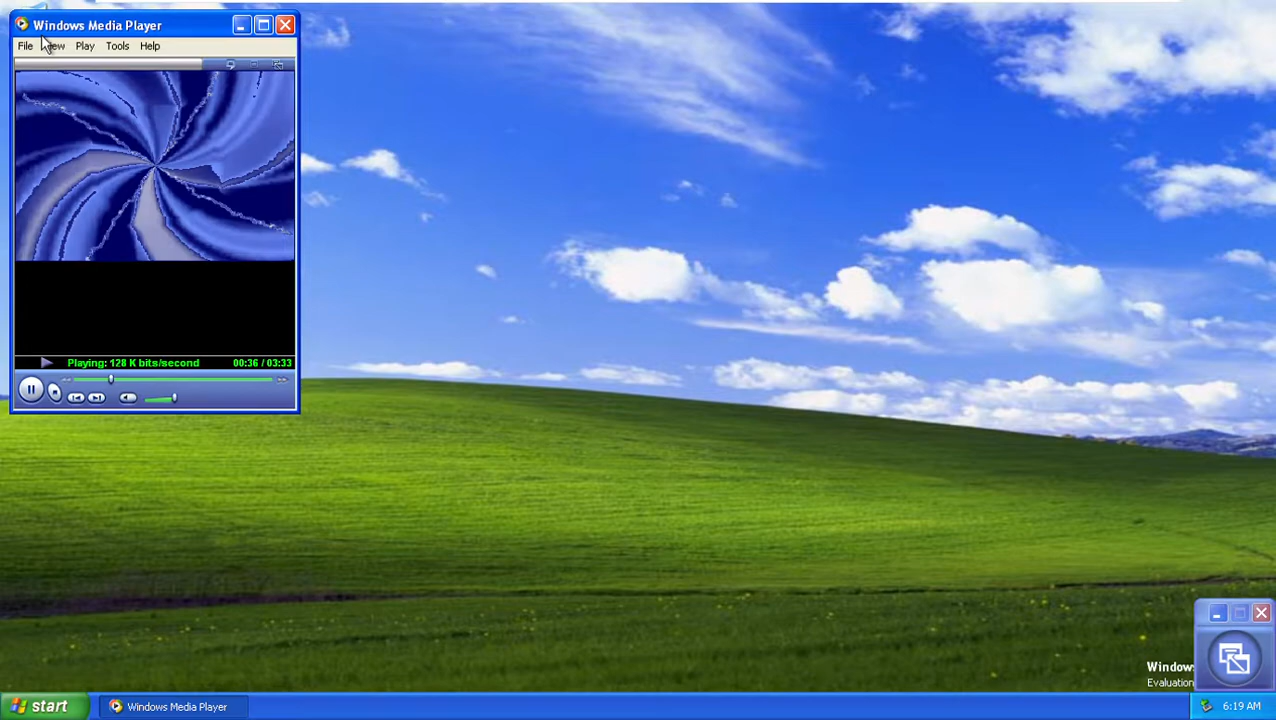 Windows Media Player
File View Play Tools Help
Playing: 128 K bits/second 00:36 / 03:33
Windows
Evaluation
start Windows Media Player 6:19 AM